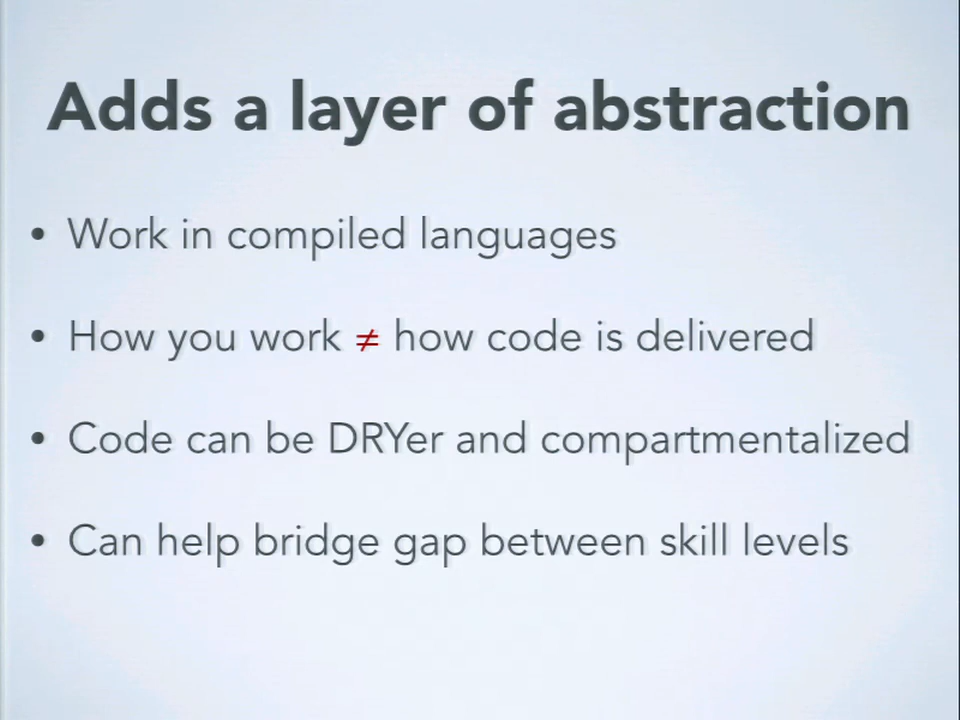 Adds a layer of abstraction
• Work in compiled languages
• How you work ≠ how code is delivered
• Code can be DRYer and compartmentalized
• Can help bridge gap between skill levels